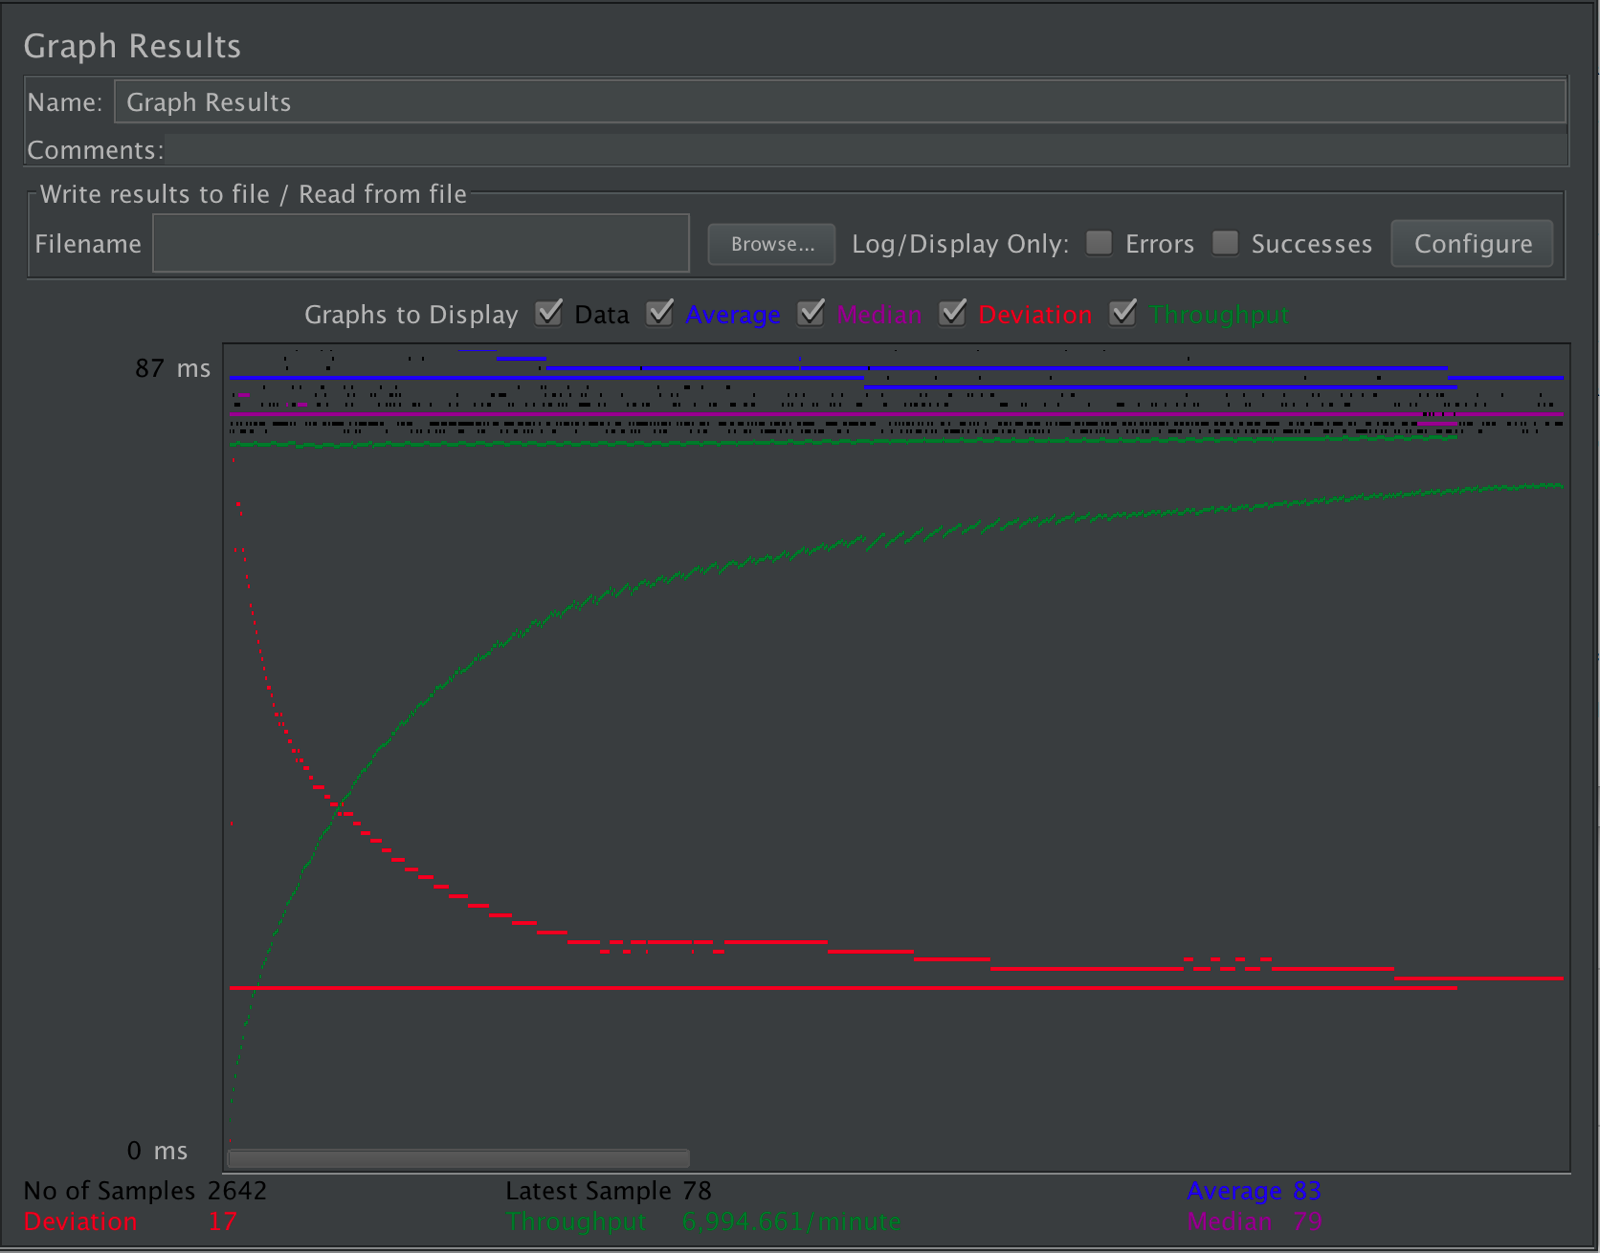 Graph Results
Name: Graph Results
Comments:
Write results to file / Read from file
Filename Browse... Log/Display Only: Errors Successes Configure
Graphs to Display Data Average Median Deviation Throughput
87 ms
0 ms
No of Samples 2642 Latest Sample 78 Average 83
Deviation 17 Throughput 6,994.661/minute Median 79